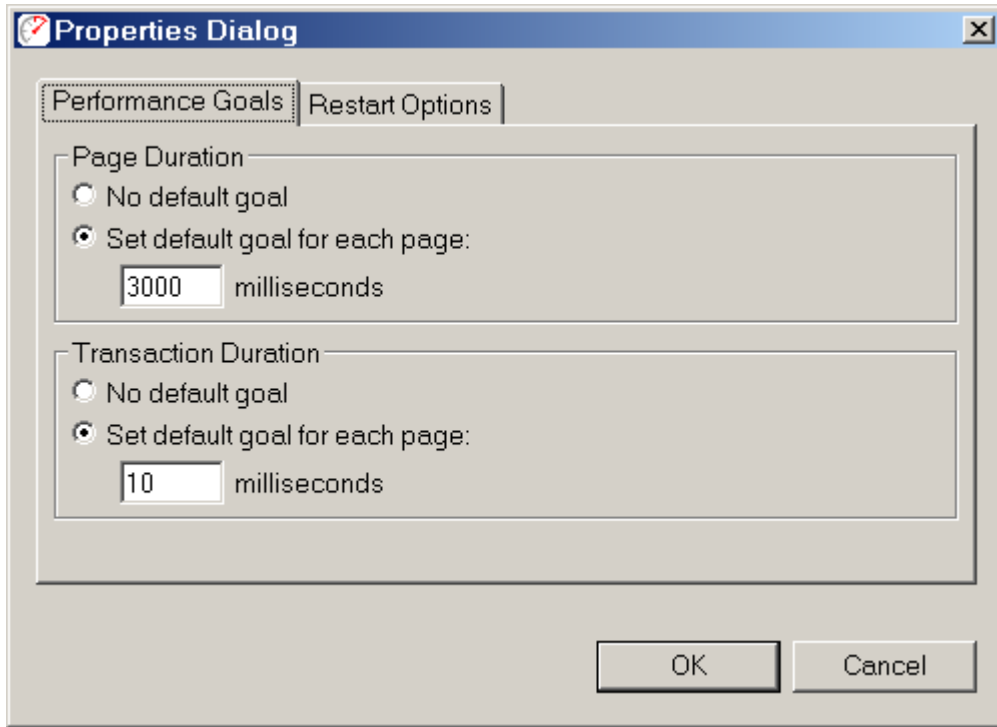 Properties Dialog
Performance Goals
Restart Options
Page Duration
No default goal
Set default goal for each page:
3000 milliseconds
Transaction Duration
No default goal
Set default goal for each page:
10 milliseconds
OK
Cancel